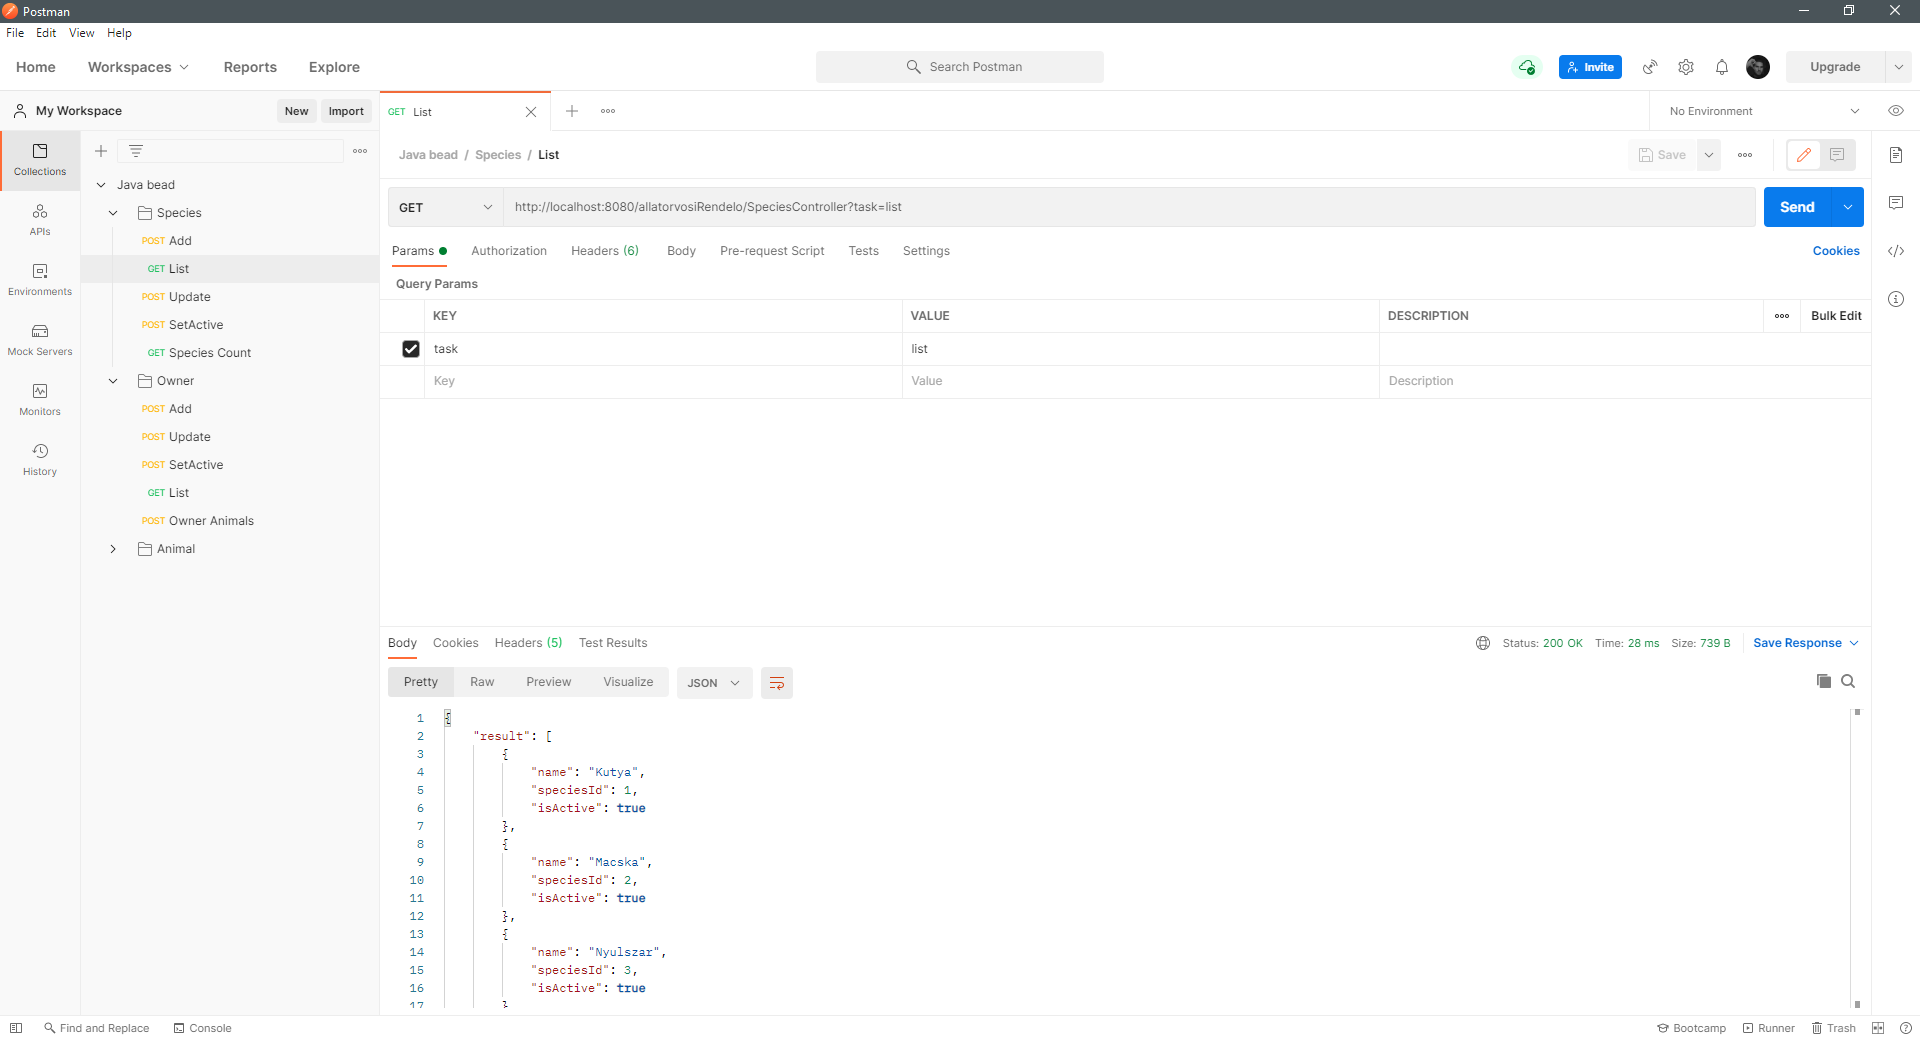 Postman
File Edit View Help
Home Workspaces Reports Explore Search Postman Invite Upgrade
My Workspace New Import GET List No Environment
Collections
APIs
Environments
Mock Servers
Monitors
History
Java bead
Species
POST Add
GET List
POST Update
POST SetActive
GET Species Count
Owner
POST Add
POST Update
POST SetActive
GET List
POST Owner Animals
Animal
Java bead / Species / List Save
GET http://localhost:8080/allatorvosiRendelo/SpeciesController?task=list Send
Params Authorization Headers (6) Body Pre-request Script Tests Settings Cookies
Query Params
KEY VALUE DESCRIPTION Bulk Edit
task list
Key Value Description
Body Cookies Headers (5) Test Results Status: 200 OK Time: 28 ms Size: 739 B Save Response
Pretty Raw Preview Visualize JSON
1 {
2 "result": [
3 {
4 "name": "Kutya",
5 "speciesId": 1,
6 "isActive": true
7 },
8 {
9 "name": "Macska",
10 "speciesId": 2,
11 "isActive": true
12 },
13 {
14 "name": "Nyulszar",
15 "speciesId": 3,
16 "isActive": true
17 }
Find and Replace Console Bootcamp Runner Trash